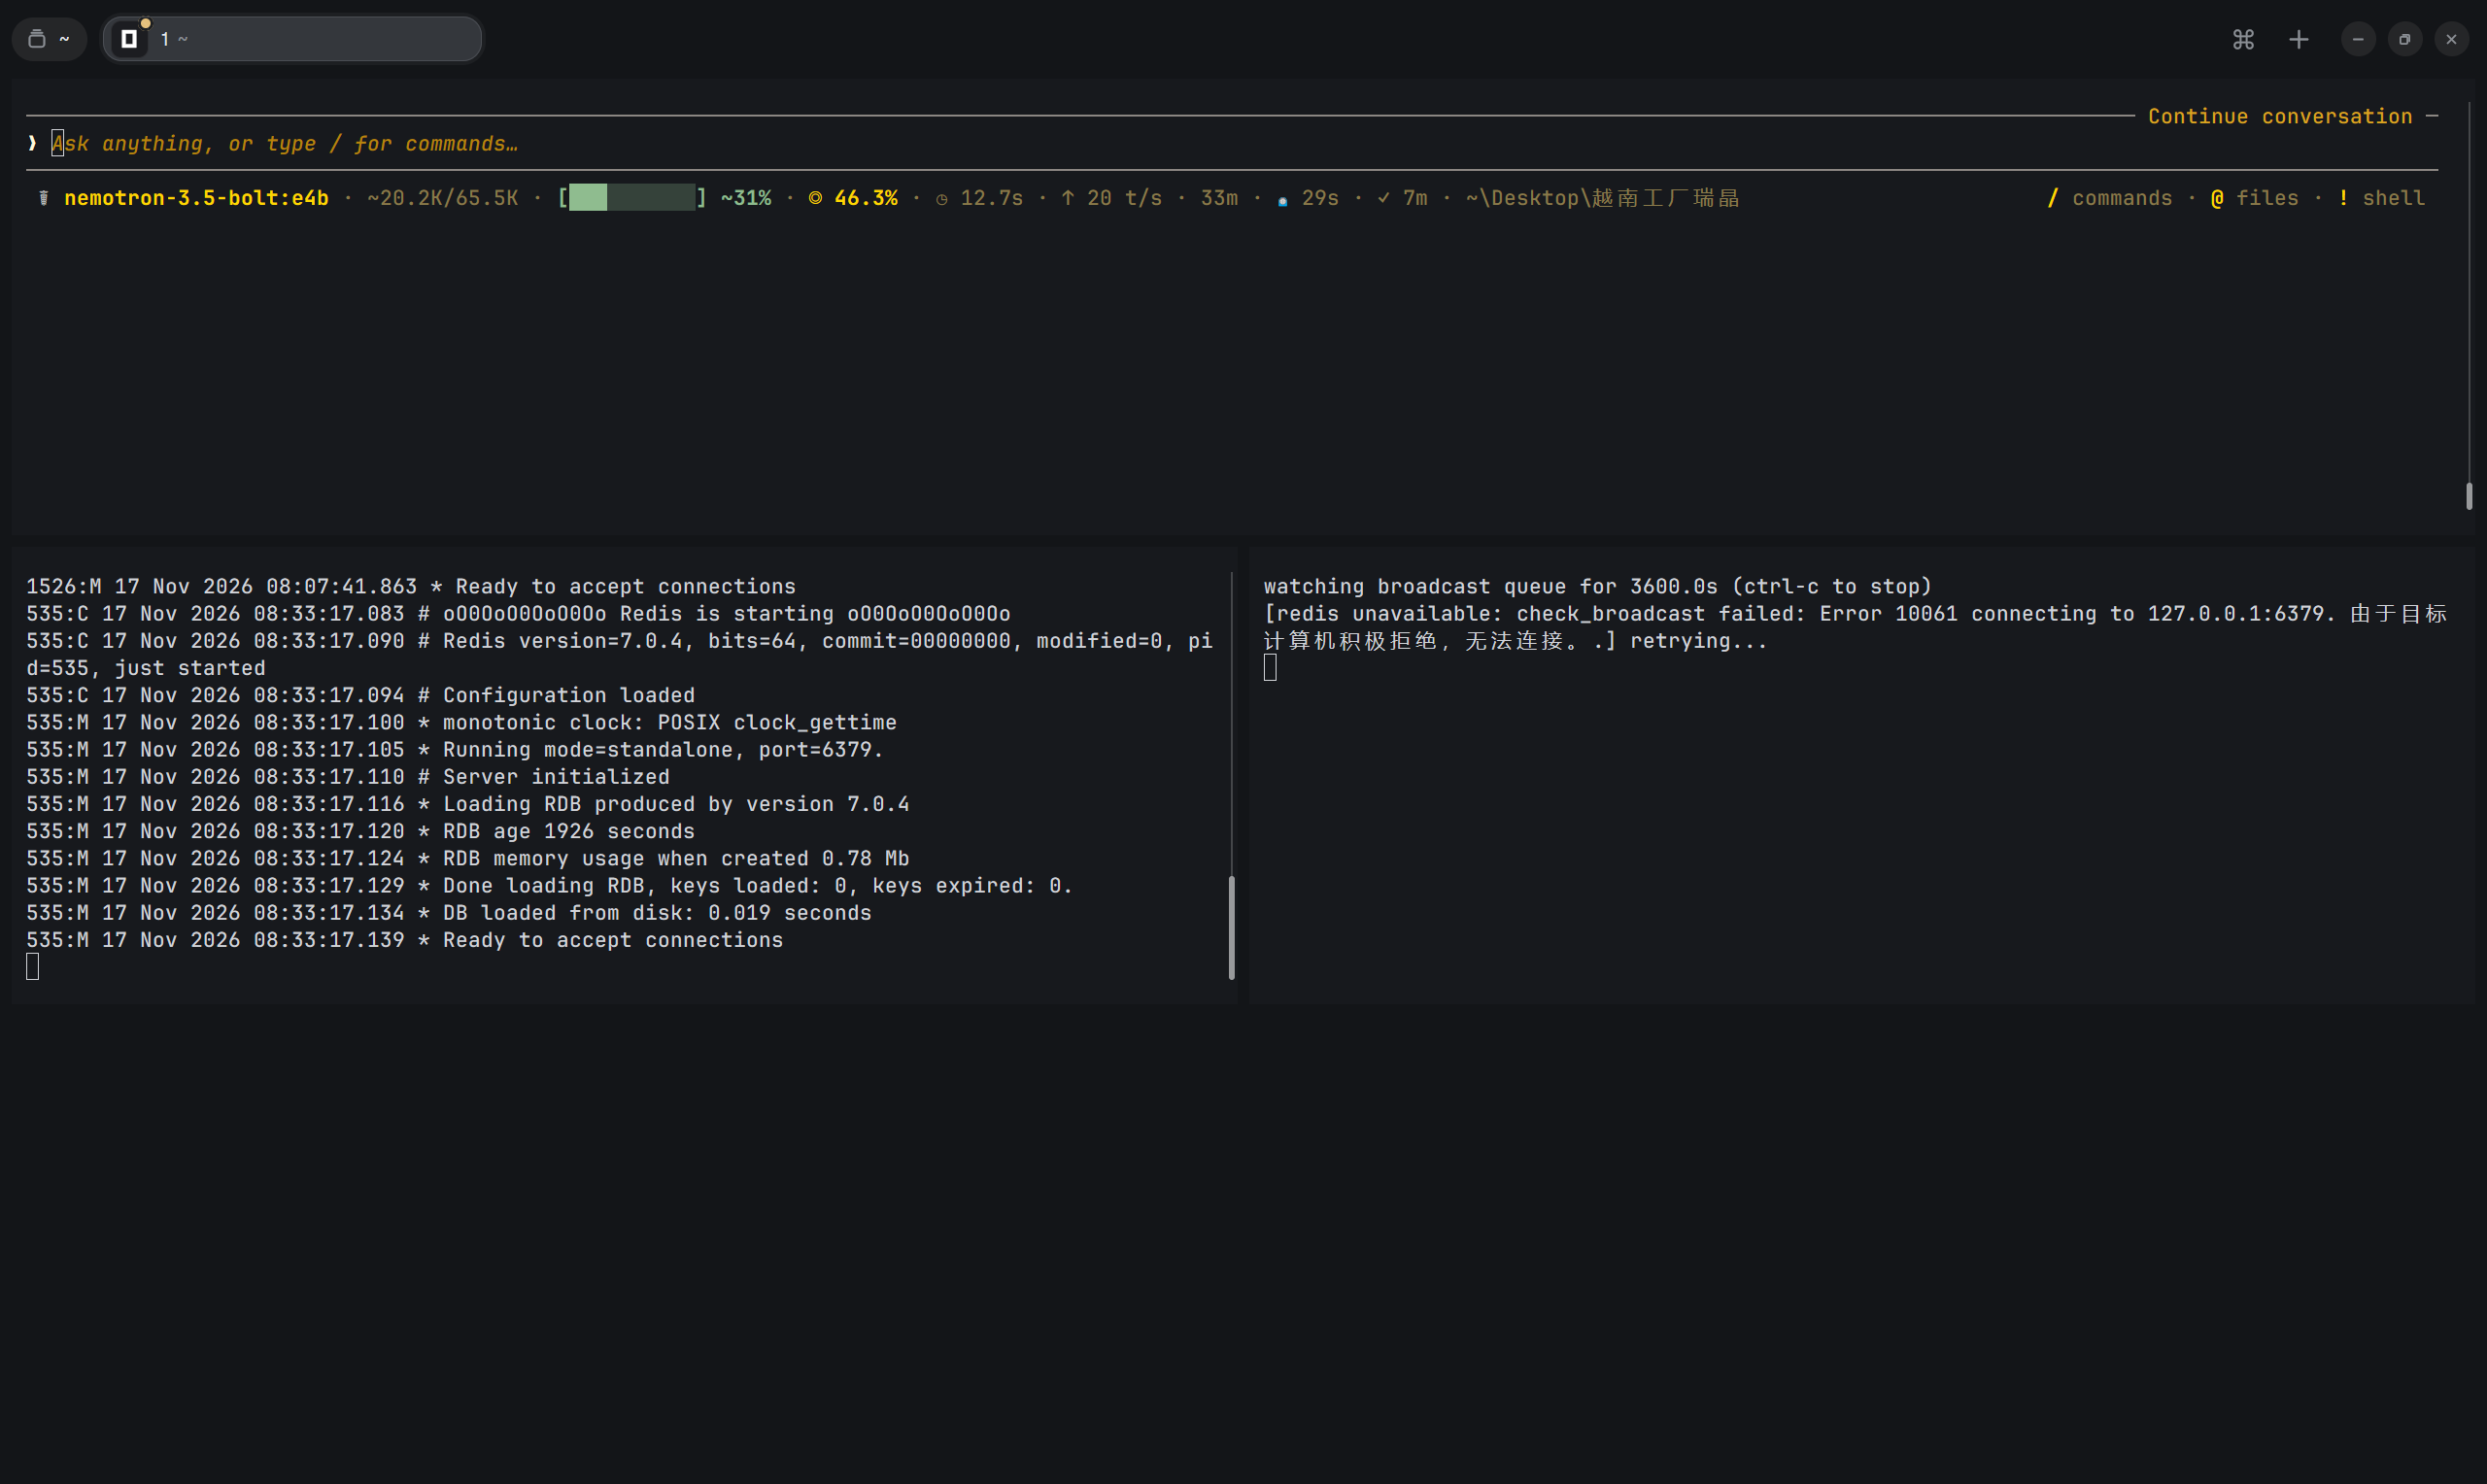 ~
1 ~
Continue conversation
❯ Ask anything, or type / for commands…
nemotron-3.5-bolt:e4b · ~20.2K/65.5K · [ ] ~31% · ◎ 46.3% · ◷ 12.7s · ↑ 20 t/s · 33m · 29s · ✓ 7m · ~\Desktop\越南工厂瑞晶 / commands · @ files · ! shell
1526:M 17 Nov 2026 08:07:41.863 * Ready to accept connections
535:C 17 Nov 2026 08:33:17.083 # oO0OoO0OoO0Oo Redis is starting oO0OoO0OoO0Oo
535:C 17 Nov 2026 08:33:17.090 # Redis version=7.0.4, bits=64, commit=00000000, modified=0, pi
d=535, just started
535:C 17 Nov 2026 08:33:17.094 # Configuration loaded
535:M 17 Nov 2026 08:33:17.100 * monotonic clock: POSIX clock_gettime
535:M 17 Nov 2026 08:33:17.105 * Running mode=standalone, port=6379.
535:M 17 Nov 2026 08:33:17.110 # Server initialized
535:M 17 Nov 2026 08:33:17.116 * Loading RDB produced by version 7.0.4
535:M 17 Nov 2026 08:33:17.120 * RDB age 1926 seconds
535:M 17 Nov 2026 08:33:17.124 * RDB memory usage when created 0.78 Mb
535:M 17 Nov 2026 08:33:17.129 * Done loading RDB, keys loaded: 0, keys expired: 0.
535:M 17 Nov 2026 08:33:17.134 * DB loaded from disk: 0.019 seconds
535:M 17 Nov 2026 08:33:17.139 * Ready to accept connections
watching broadcast queue for 3600.0s (ctrl-c to stop)
[redis unavailable: check_broadcast failed: Error 10061 connecting to 127.0.0.1:6379. 由于目标
计算机积极拒绝，无法连接。.] retrying...